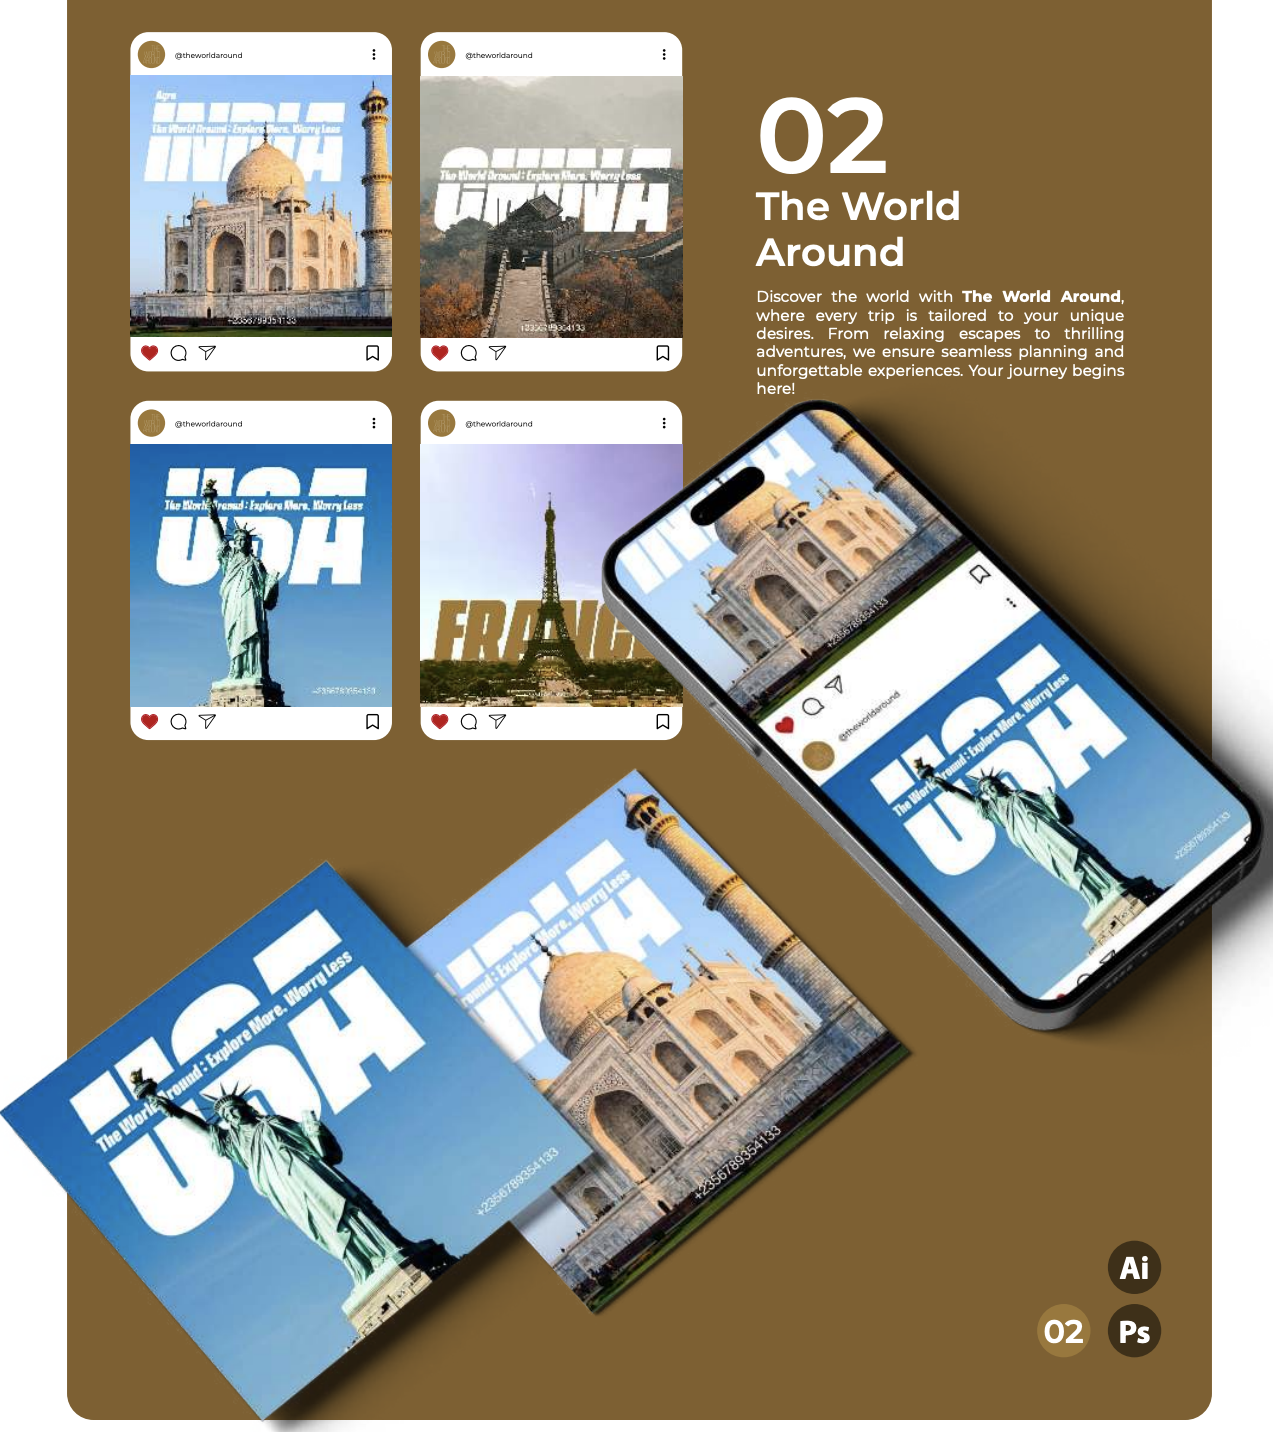 @theworldaround
Agra
INDIA
The World Around : Explore More, Worry Less
+2356789354133
@theworldaround
CHINA
The World Around : Explore More, Worry Less
+2356789354133
02
The World
Around
Discover the world with The World Around,
where every trip is tailored to your unique
desires. From relaxing escapes to thrilling
adventures, we ensure seamless planning and
unforgettable experiences. Your journey begins
here!
@theworldaround
USA
The World Around : Explore More, Worry Less
+2356789354133
@theworldaround
FRANC
INDIA
+2356789354133
@theworldaround
USA
The World Around : Explore More, Worry Less
+2356789354133
USA
The World Around : Explore More, Worry Less
+2356789354133
INDIA
round : Explore More, Worry Less
+2356789354133
Ai
02
Ps